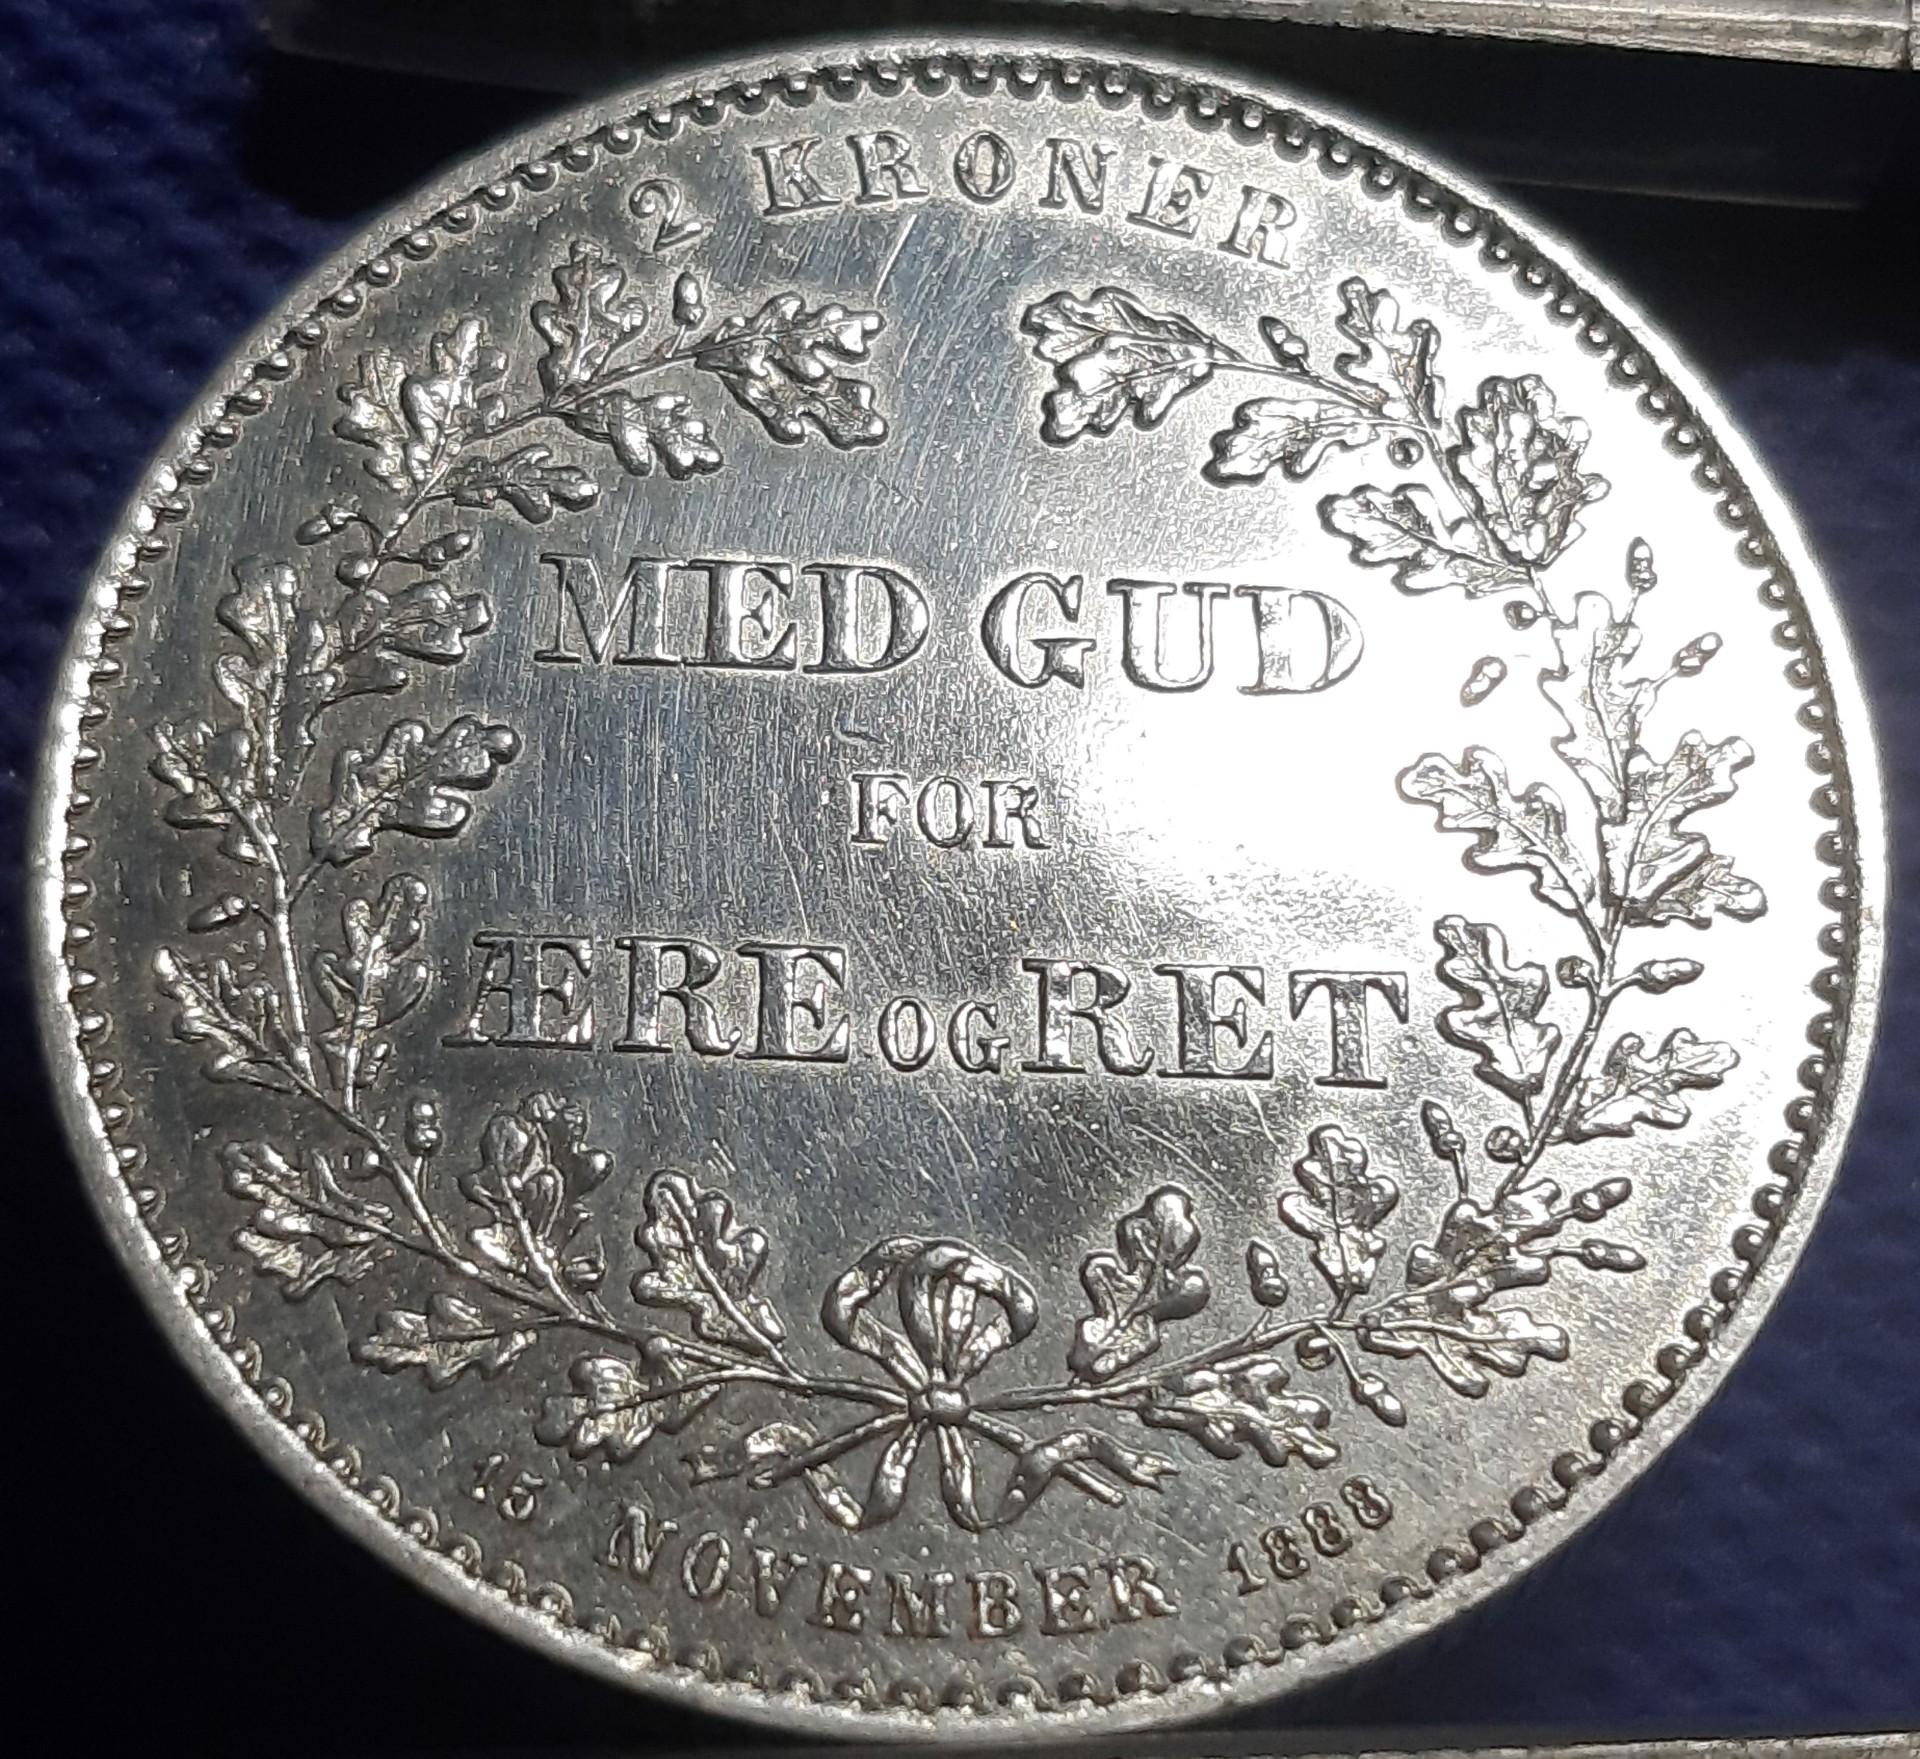 2 KRONER
MED GUD
FOR
ÆRE OG RET
15 NOVEMBER 1888